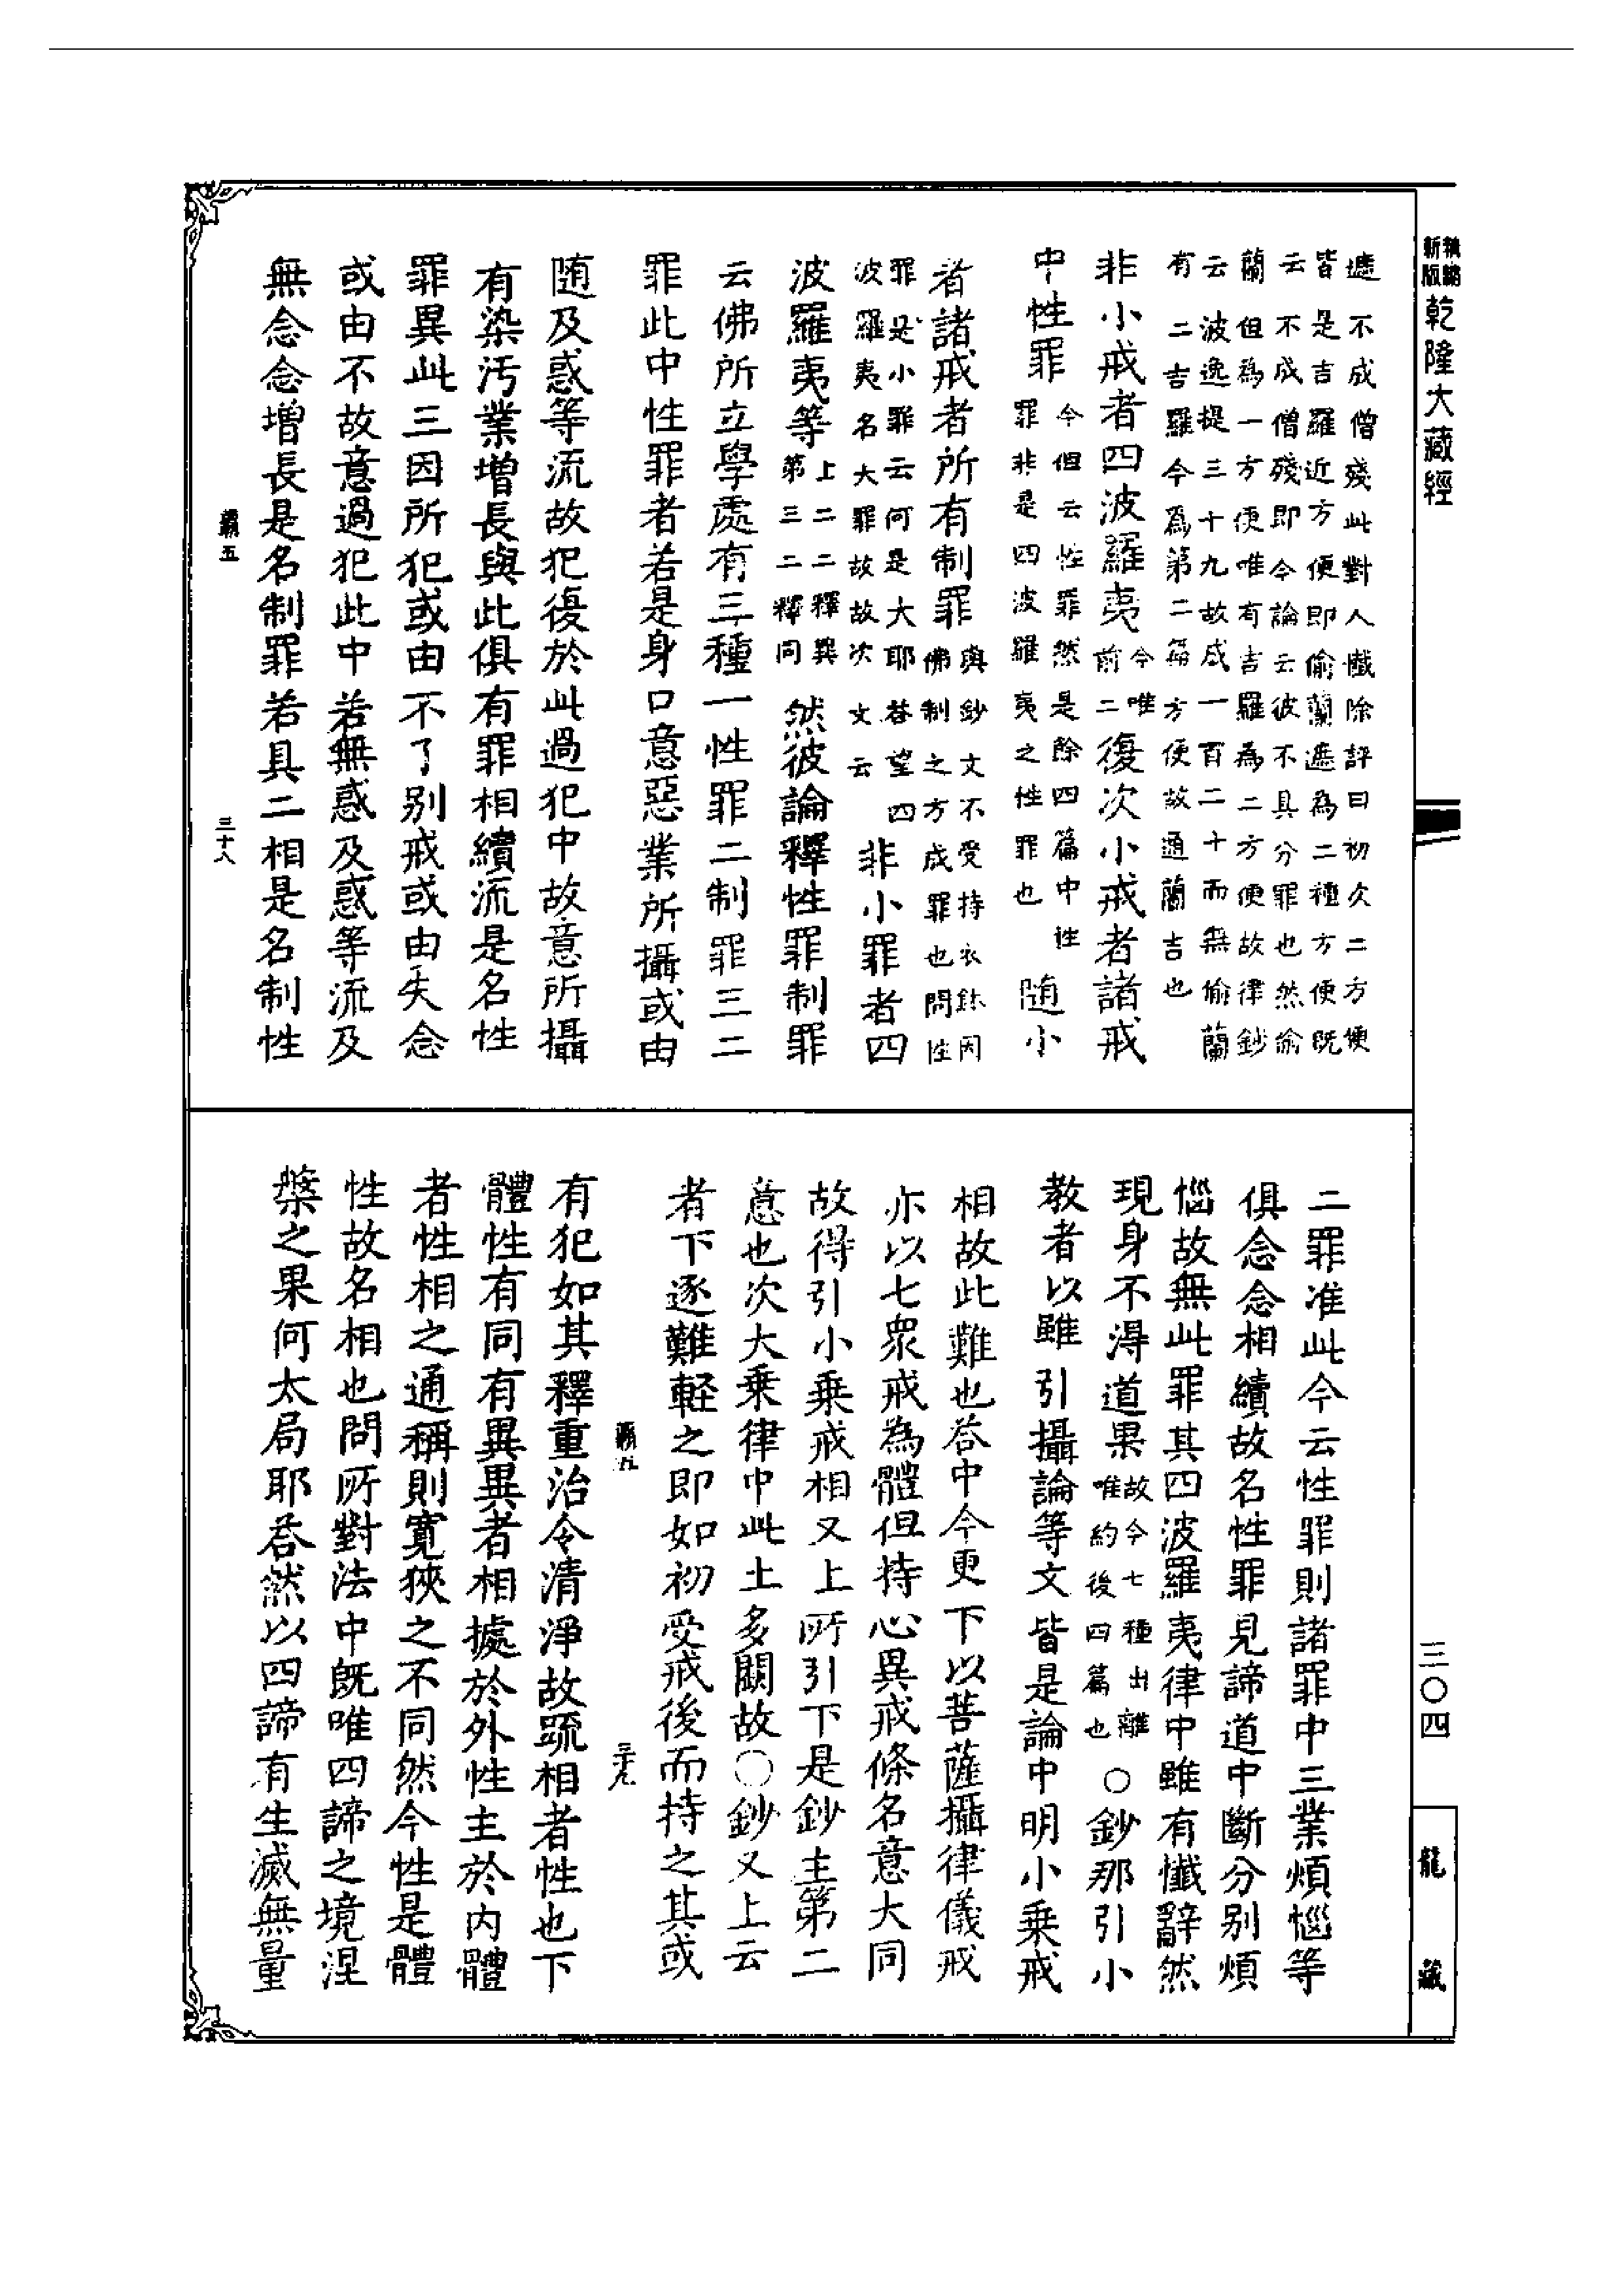 精縮
新版
乾隆大藏經
遮不成僧殘此對人懺除評曰初次二方便
皆是吉羅近方便即偷蘭遮為二種方便既
云不成僧殘即今論云彼不具分罪也然偷
蘭但為一方便唯有吉羅為二方便故律鈔
云波逸提三十九故成一百二十而無偷蘭
有二吉羅今為第二篇方便故通蘭吉也
非小戒者四波羅夷今唯前二復次小戒者諸戒
中性罪今但云性罪然是餘四篇中性罪非是四波羅夷之性罪也隨小
者諸戒者所有制罪與鈔文不受持衣鉢因佛制之方成罪也問性
罪是小罪云何是大耶答望四波羅夷名大罪故故次文云非小罪者四
波羅夷等上二二釋異第三二釋同然彼論釋性罪制罪
云佛所立學處有三種一性罪二制罪三二
罪此中性罪者若是身口意惡業所攝或由
隨及惑等流故犯復於此過犯中故意所攝
有染污業增長與此俱有罪相續流是名性
罪異此三因所犯或由不了別戒或由失念
或由不故意過犯此中若無惑及惑等流及
無念念增長是名制罪若具二相是名制性
五
三十八
二罪准此今云性罪則諸罪中三業煩惱等
俱念念相續故名性罪見諦道中斷分別煩
惱故無此罪其四波羅夷律中雖有懺辭然
現身不得道果故今七種出離唯約後四篇也○鈔那引小
教者以雖引攝論等文皆是論中明小乘戒
相故此難也荅中今更下以菩薩攝律儀戒
亦以七眾戒為體但持心異戒條名意大同
故得引小乘戒相又上所引下是鈔主第二
意也次大乘律中此土多闕故○鈔又上云
者下逐難輕之即如初受戒後而持之其或
五
三十九
有犯如其釋重治令清淨故疏相者性也下
體性有同有異異者相據於外性主於內體
者性相之通稱則寬狹之不同然今性是體
性故名相也問所對法中既唯四諦之境涅
槃之果何太局耶荅然以四諦有生滅無量
三〇四
龍藏